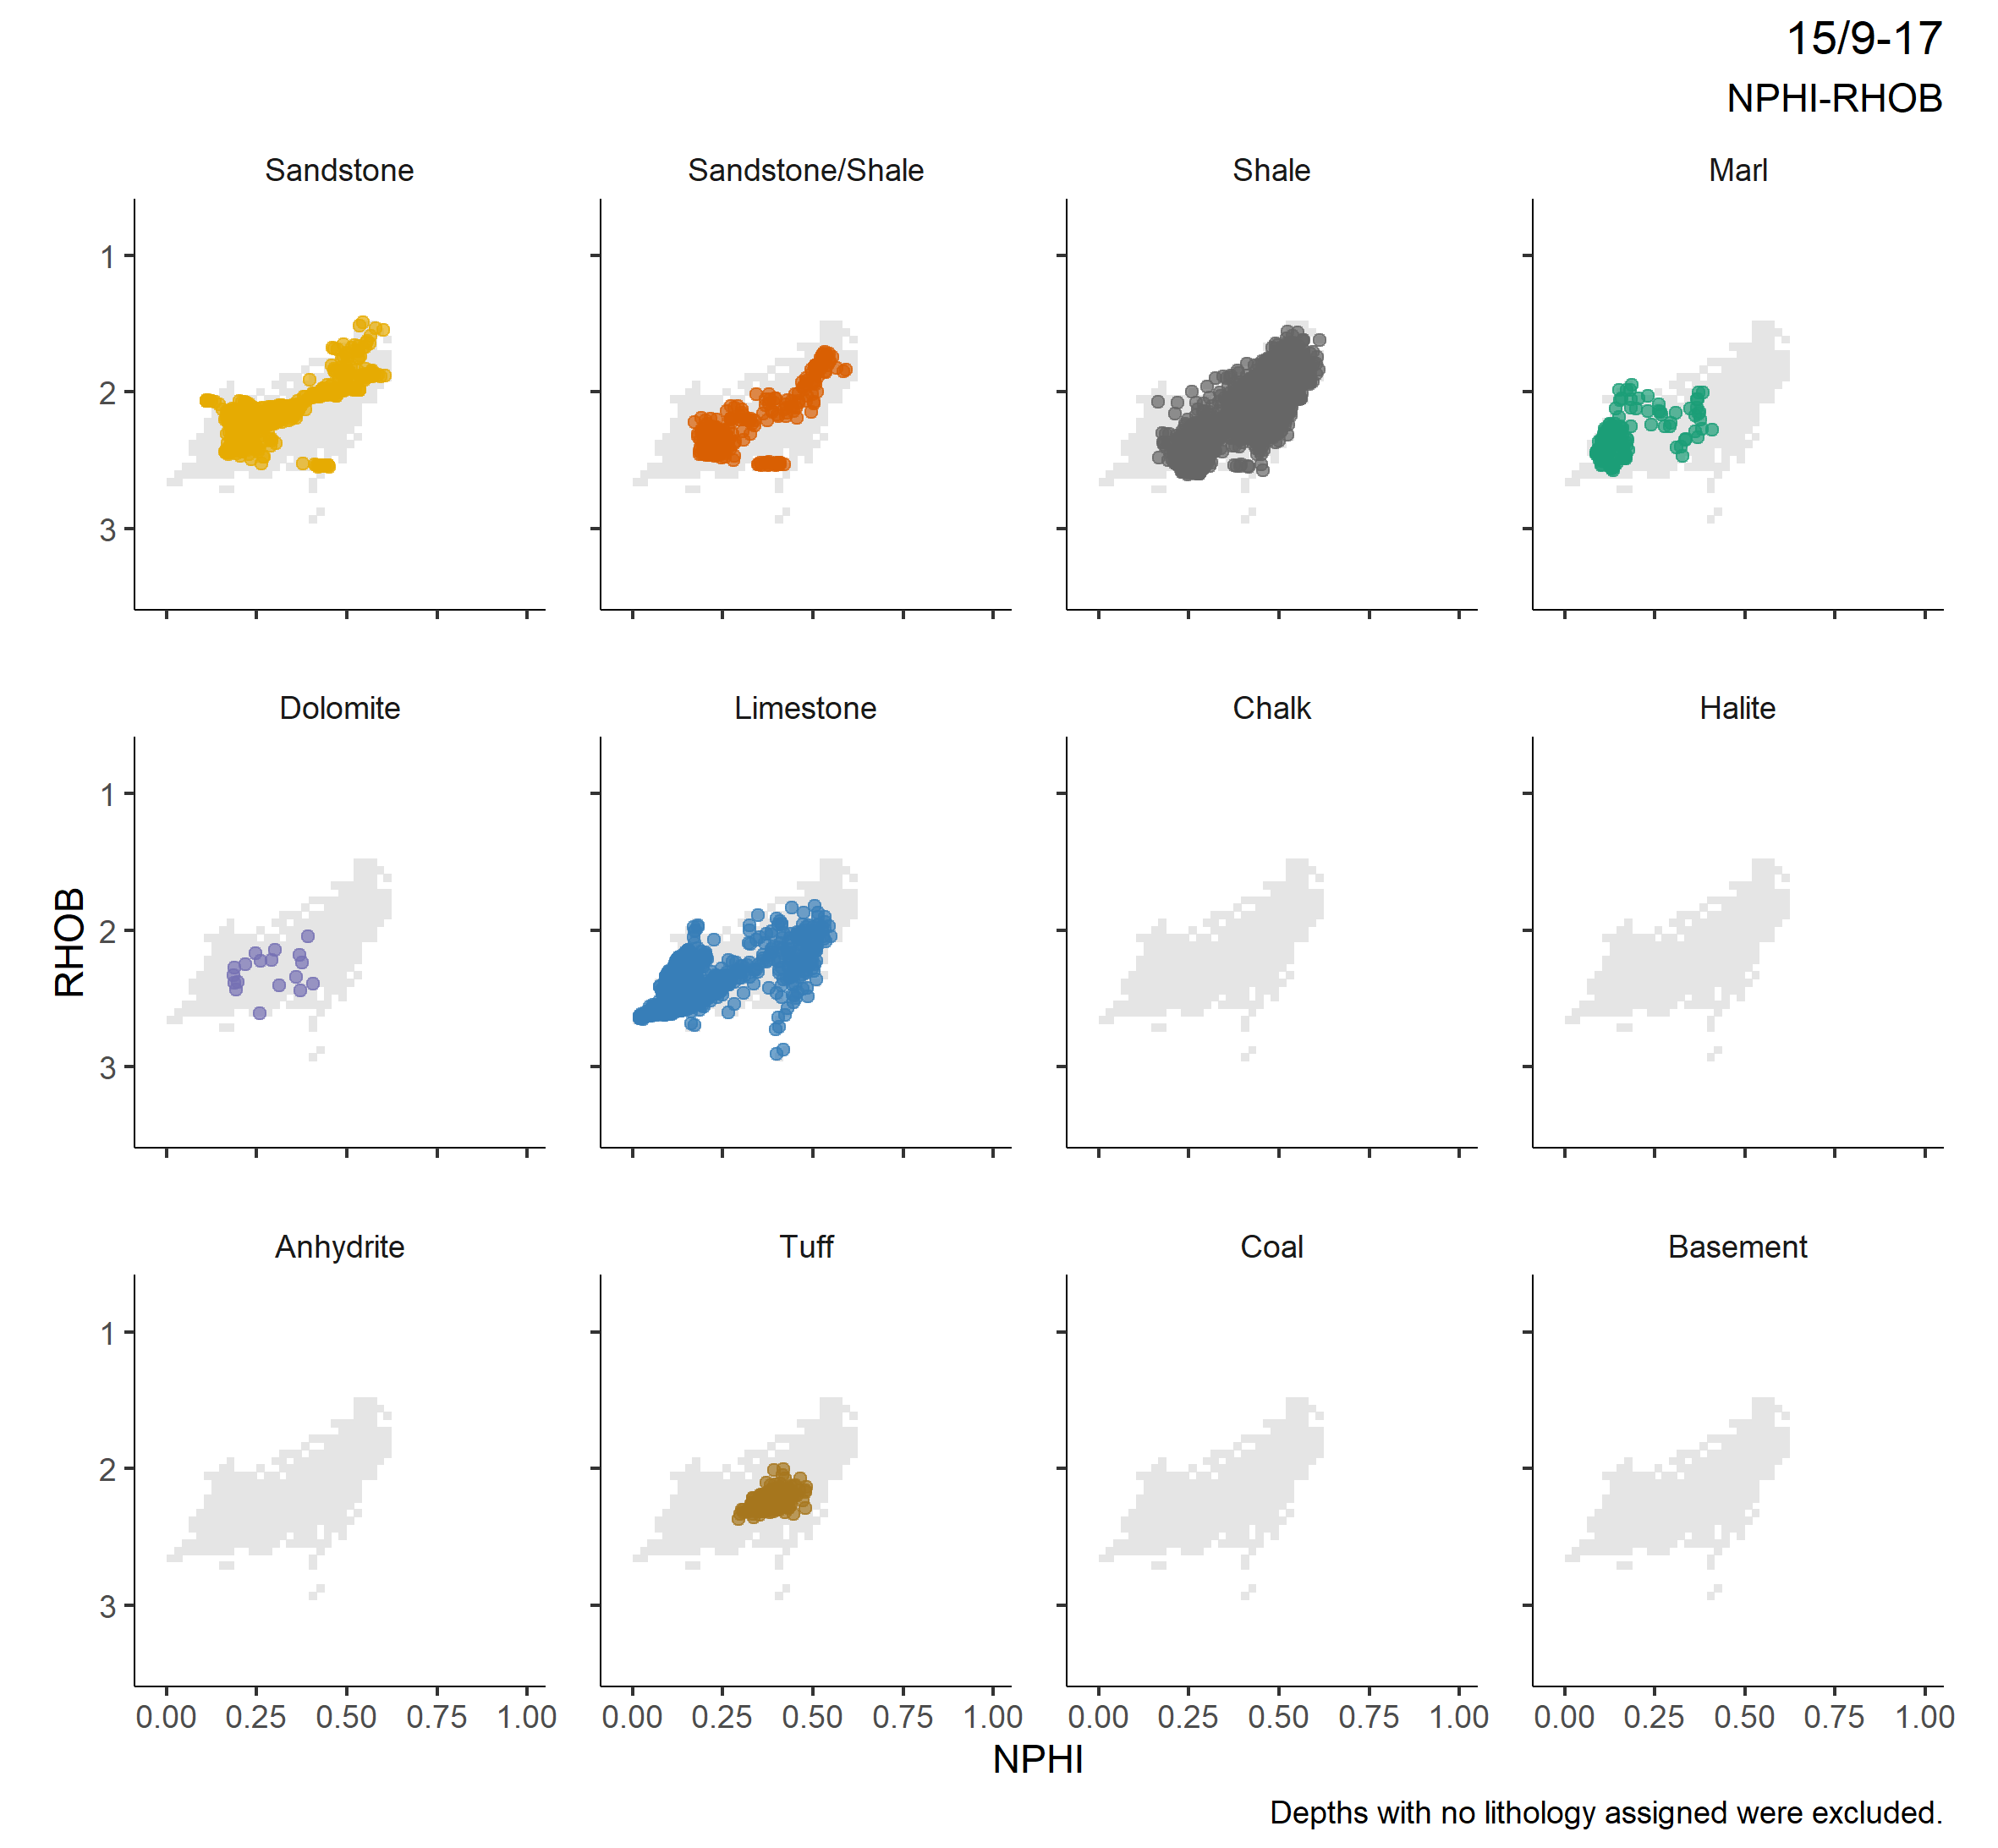 15/9-17
NPHI-RHOB
Sandstone Sandstone/Shale Shale Marl
1
2
3
Dolomite Limestone Chalk Halite
1
2
3
RHOB
Anhydrite Tuff Coal Basement
1
2
3
0.00 0.25 0.50 0.75 1.00 0.00 0.25 0.50 0.75 1.00 0.00 0.25 0.50 0.75 1.00 0.00 0.25 0.50 0.75 1.00
NPHI
Depths with no lithology assigned were excluded.